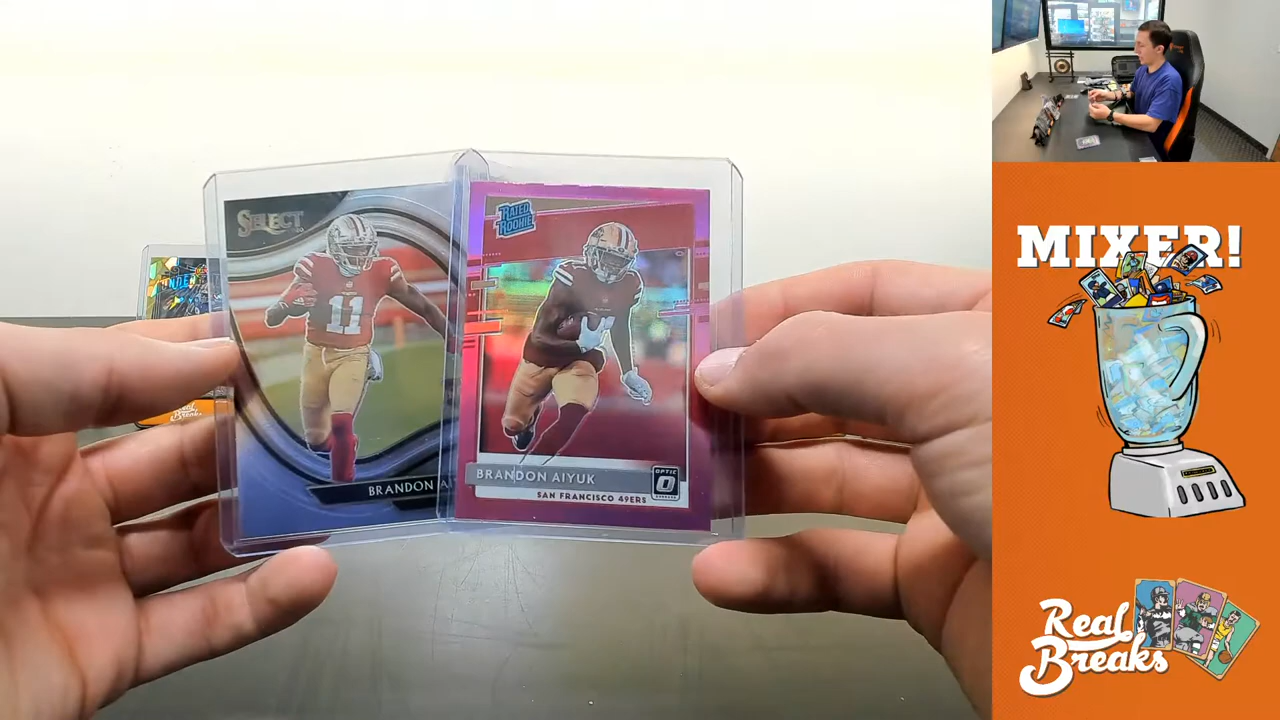 SELECT
11
BRANDON A
RATED
ROOKIE
BRANDON AIYUK
SAN FRANCISCO 49ERS
OPTIC
MIXER!
Real
Breaks